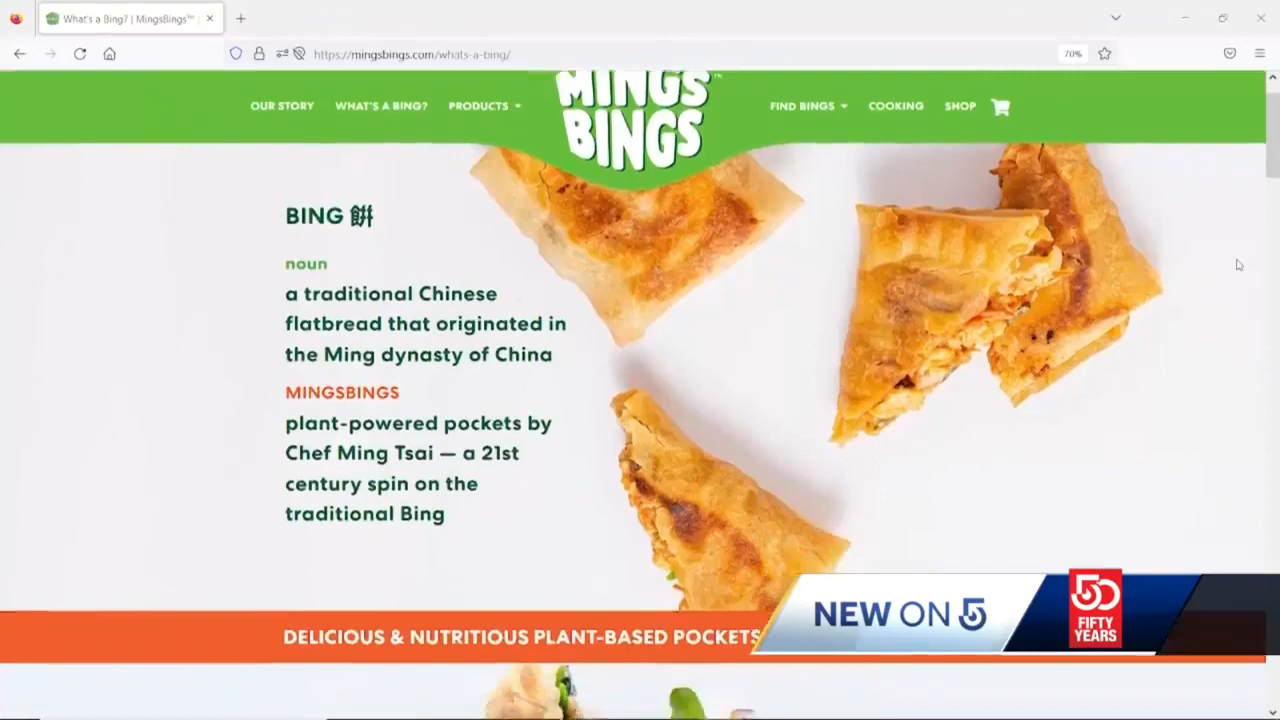 What's a Bing? | MingsBings™
https://mingsbings.com/whats-a-bing/
70%
OUR STORY
WHAT'S A BING?
PRODUCTS
MINGS
BINGS
™
FIND BINGS
COOKING
SHOP
BING 餅
noun
a traditional Chinese
flatbread that originated in
the Ming dynasty of China
MINGSBINGS
plant-powered pockets by
Chef Ming Tsai — a 21st
century spin on the
traditional Bing
DELICIOUS & NUTRITIOUS PLANT-BASED POCKETS
NEW ON 5
50
FIFTY
YEARS